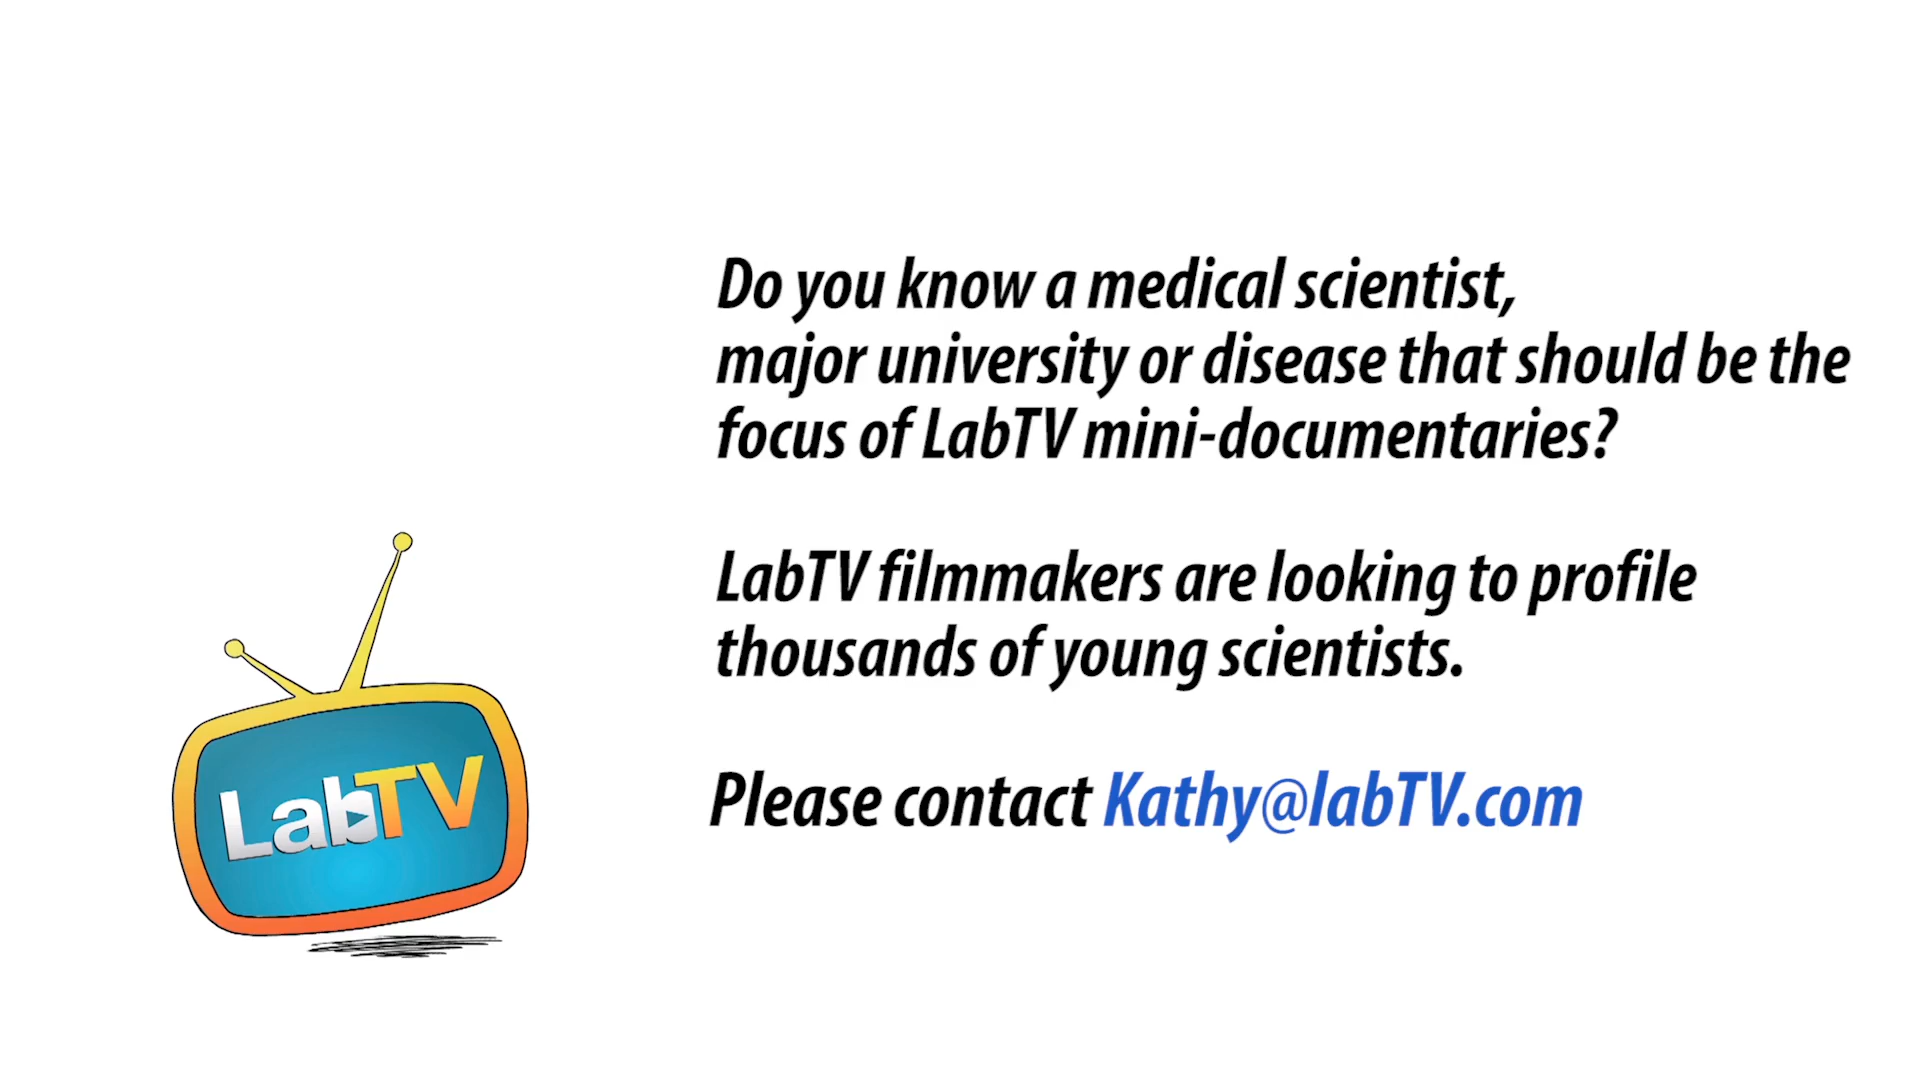 Do you know a medical scientist,
major university or disease that should be the
focus of LabTV mini-documentaries?
LabTV filmmakers are looking to profile
thousands of young scientists.
Please contact Kathy@labTV.com
LabTV